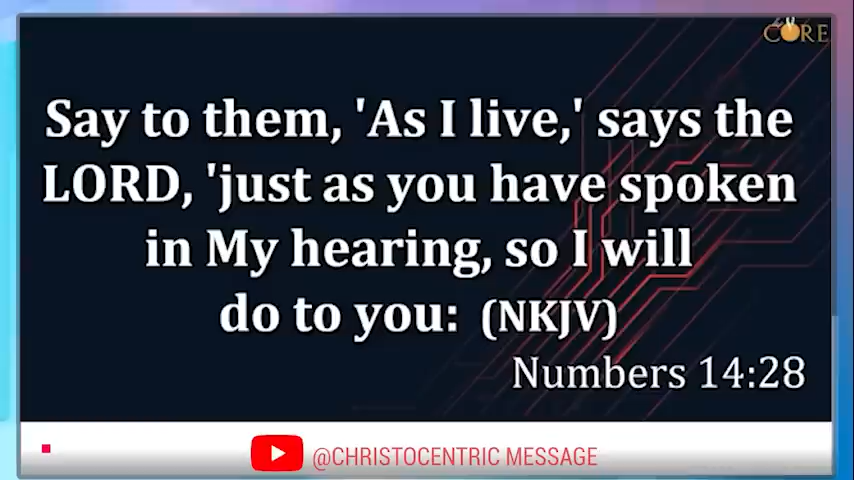 CORE
Say to them, 'As I live,' says the
LORD, 'just as you have spoken
in My hearing, so I will
do to you: (NKJV)
Numbers 14:28
@CHRISTOCENTRIC MESSAGE